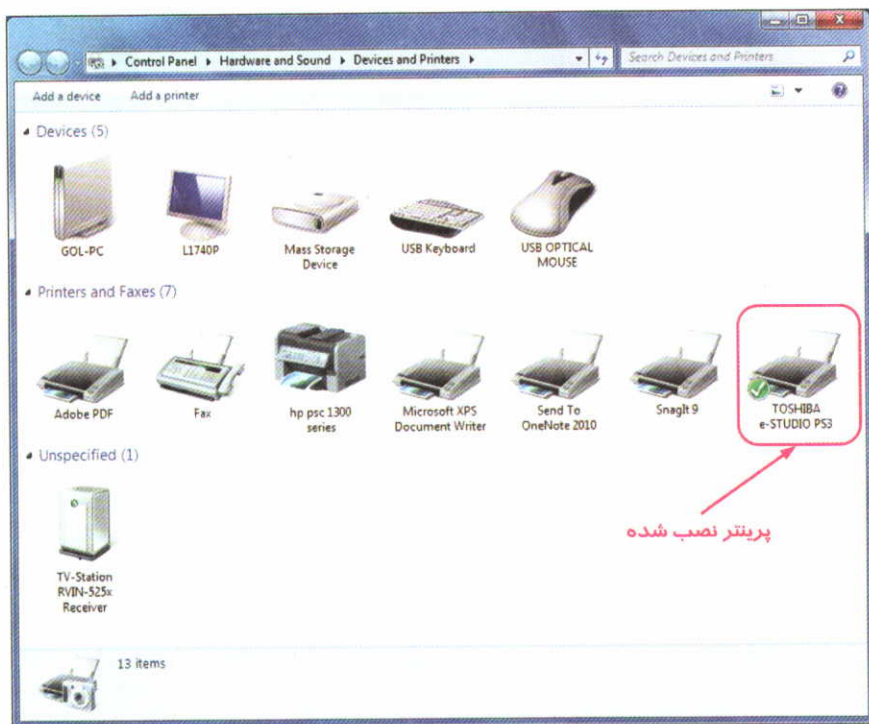 Control Panel ▸ Hardware and Sound ▸ Devices and Printers ▸
Search Devices and Printers
Add a device Add a printer
Devices (5)
GOL-PC
L1740P
Mass Storage
Device
USB Keyboard
USB OPTICAL
MOUSE
Printers and Faxes (7)
Adobe PDF
Fax
hp psc 1300
series
Microsoft XPS
Document Writer
Send To
OneNote 2010
SnagIt 9
TOSHIBA
e-STUDIO PS3
Unspecified (1)
پرینتر نصب شده
TV-Station
RVIN-525x
Receiver
13 items